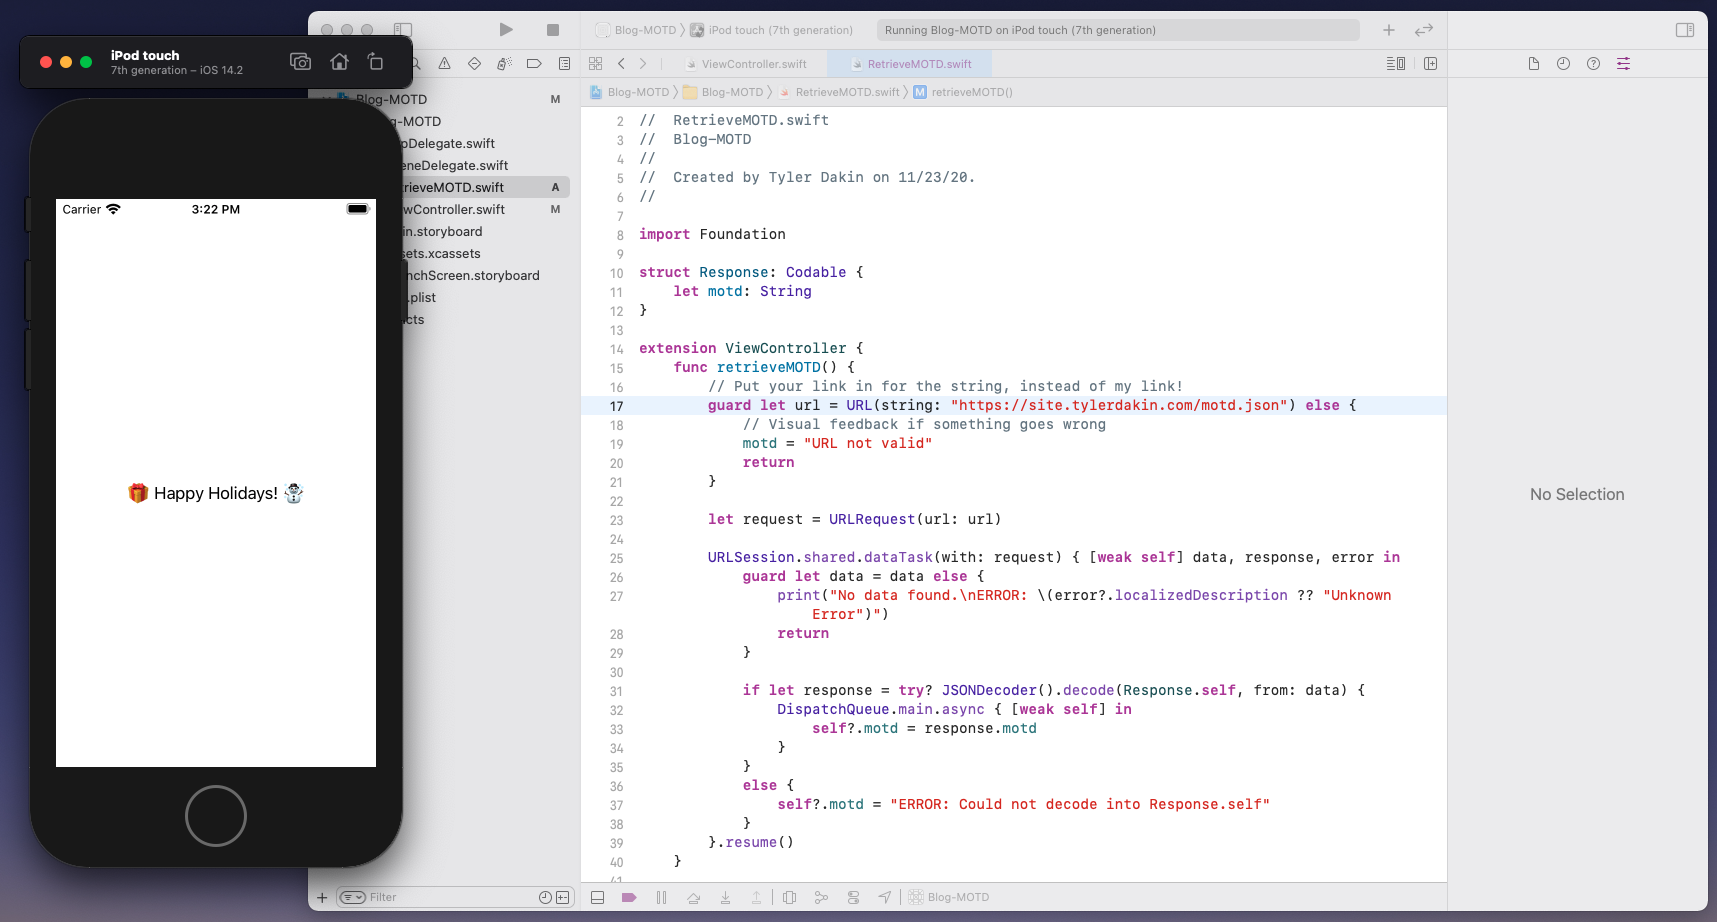 iPod touch
7th generation – iOS 14.2
Carrier
3:22 PM
🎁 Happy Holidays! ☃️
Blog-MOTD
M
g-MOTD
pDelegate.swift
eneDelegate.swift
rieveMOTD.swift
A
wController.swift
M
in.storyboard
sets.xcassets
nchScreen.storyboard
.plist
cts
Filter
Blog-MOTD
iPod touch (7th generation)
Running Blog-MOTD on iPod touch (7th generation)
ViewController.swift
RetrieveMOTD.swift
Blog-MOTD
Blog-MOTD
RetrieveMOTD.swift
M
retrieveMOTD()
2 //  RetrieveMOTD.swift
3 //  Blog-MOTD
4 //
5 //  Created by Tyler Dakin on 11/23/20.
6 //
7
8 import Foundation
9
10 struct Response: Codable {
11     let motd: String
12 }
13
14 extension ViewController {
15     func retrieveMOTD() {
16         // Put your link in for the string, instead of my link!
17         guard let url = URL(string: "https://site.tylerdakin.com/motd.json") else {
18             // Visual feedback if something goes wrong
19             motd = "URL not valid"
20             return
21         }
22
23         let request = URLRequest(url: url)
24
25         URLSession.shared.dataTask(with: request) { [weak self] data, response, error in
26             guard let data = data else {
27                 print("No data found.\nERROR: \(error?.localizedDescription ?? "Unknown
Error")")
28                 return
29             }
30
31             if let response = try? JSONDecoder().decode(Response.self, from: data) {
32                 DispatchQueue.main.async { [weak self] in
33                     self?.motd = response.motd
34                 }
35             }
36             else {
37                 self?.motd = "ERROR: Could not decode into Response.self"
38             }
39         }.resume()
40     }
41
Blog-MOTD
No Selection